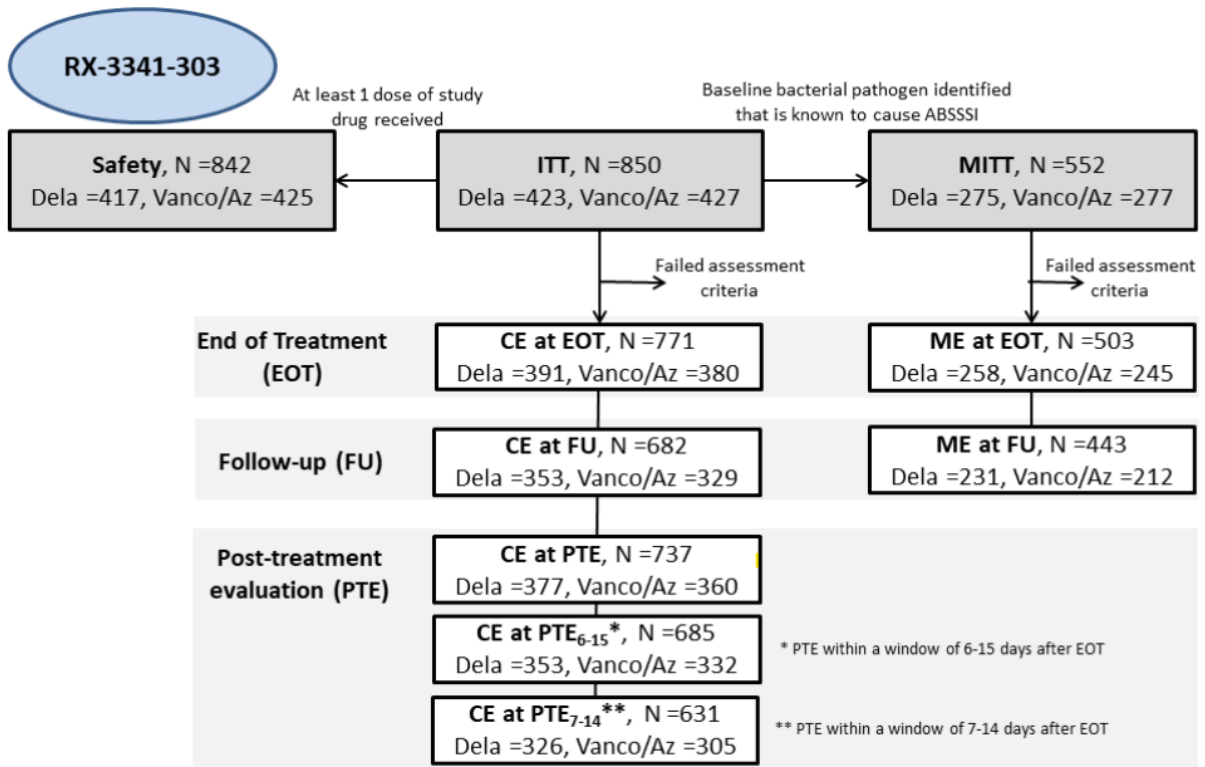 RX-3341-303
At least 1 dose of study
drug received
Baseline bacterial pathogen identified
that is known to cause ABSSSI
Safety, N =842
Dela =417, Vanco/Az =425
ITT, N =850
Dela =423, Vanco/Az =427
MITT, N =552
Dela =275, Vanco/Az =277
Failed assessment
criteria
Failed assessment
criteria
End of Treatment
(EOT)
CE at EOT, N =771
Dela =391, Vanco/Az =380
ME at EOT, N =503
Dela =258, Vanco/Az =245
Follow-up (FU)
CE at FU, N =682
Dela =353, Vanco/Az =329
ME at FU, N =443
Dela =231, Vanco/Az =212
Post-treatment
evaluation (PTE)
CE at PTE, N =737
Dela =377, Vanco/Az =360
CE at PTE6-15*, N =685
Dela =353, Vanco/Az =332
* PTE within a window of 6-15 days after EOT
CE at PTE7-14**, N =631
Dela =326, Vanco/Az =305
** PTE within a window of 7-14 days after EOT